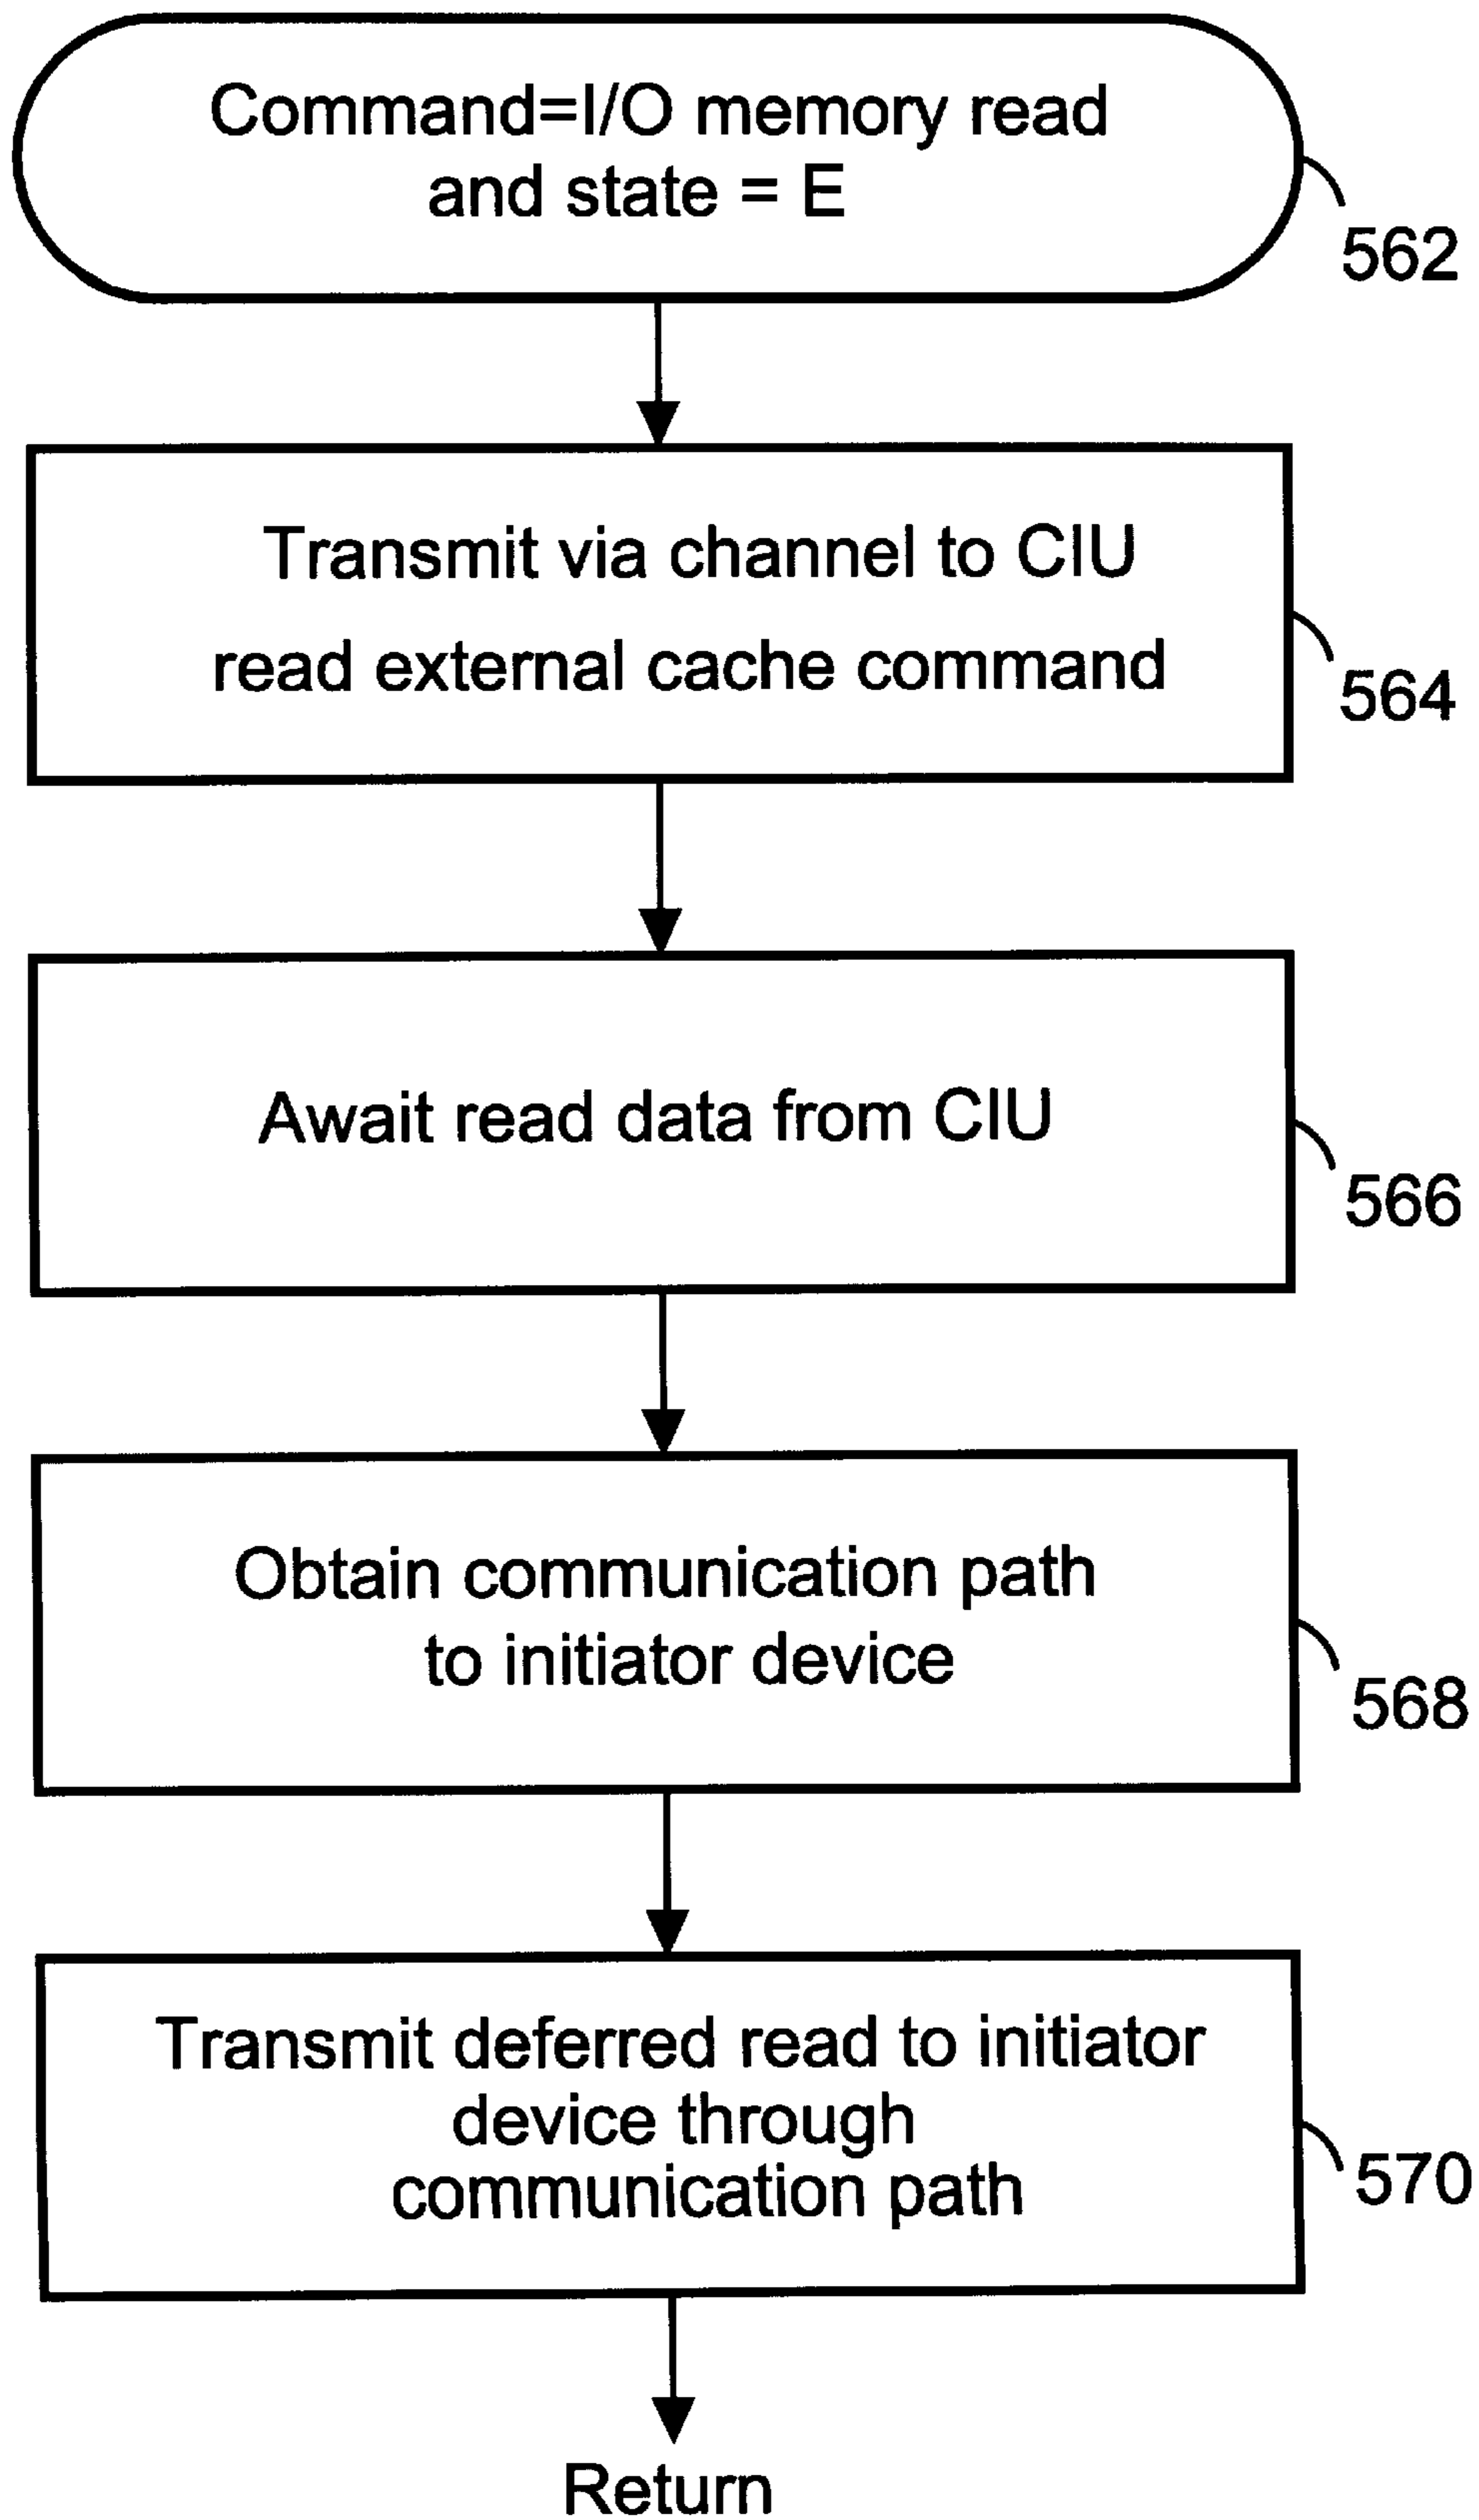 Command=I/O memory read
and state = E
562
Transmit via channel to CIU
read external cache command
564
Await read data from CIU
566
Obtain communication path
to initiator device
568
Transmit deferred read to initiator
device through
communication path
570
Return